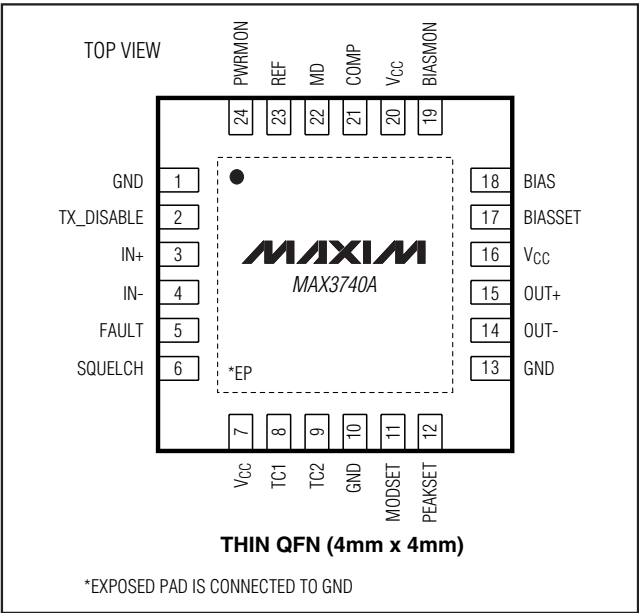 TOP VIEW
PWRMON
REF
MD
COMP
VCC
BIASMON
24
23
22
21
20
19
GND 1
TX_DISABLE 2
IN+ 3
IN- 4
FAULT 5
SQUELCH 6
18 BIAS
17 BIASSET
16 VCC
15 OUT+
14 OUT-
13 GND
MAXIM
MAX3740A
*EP
7
8
9
10
11
12
VCC
TC1
TC2
GND
MODSET
PEAKSET
THIN QFN (4mm x 4mm)
*EXPOSED PAD IS CONNECTED TO GND